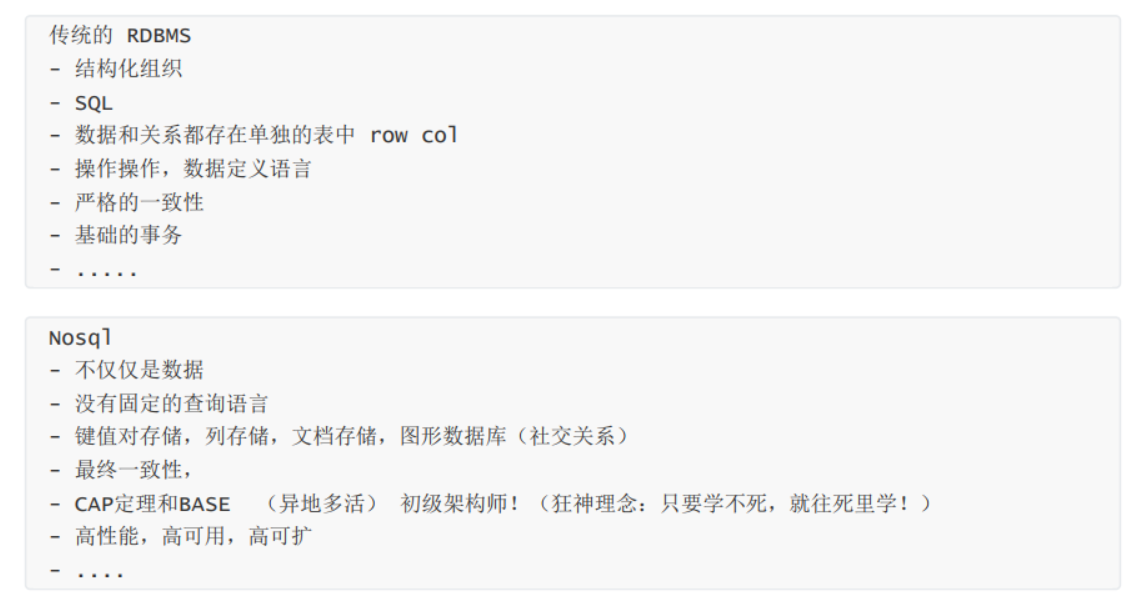 传统的 RDBMS
- 结构化组织
- SQL
- 数据和关系都存在单独的表中 row col
- 操作操作，数据定义语言
- 严格的一致性
- 基础的事务
- .....
Nosql
- 不仅仅是数据
- 没有固定的查询语言
- 键值对存储，列存储，文档存储，图形数据库（社交关系）
- 最终一致性，
- CAP定理和BASE （异地多活） 初级架构师！（狂神理念：只要学不死，就往死里学！）
- 高性能，高可用，高可扩
- ....